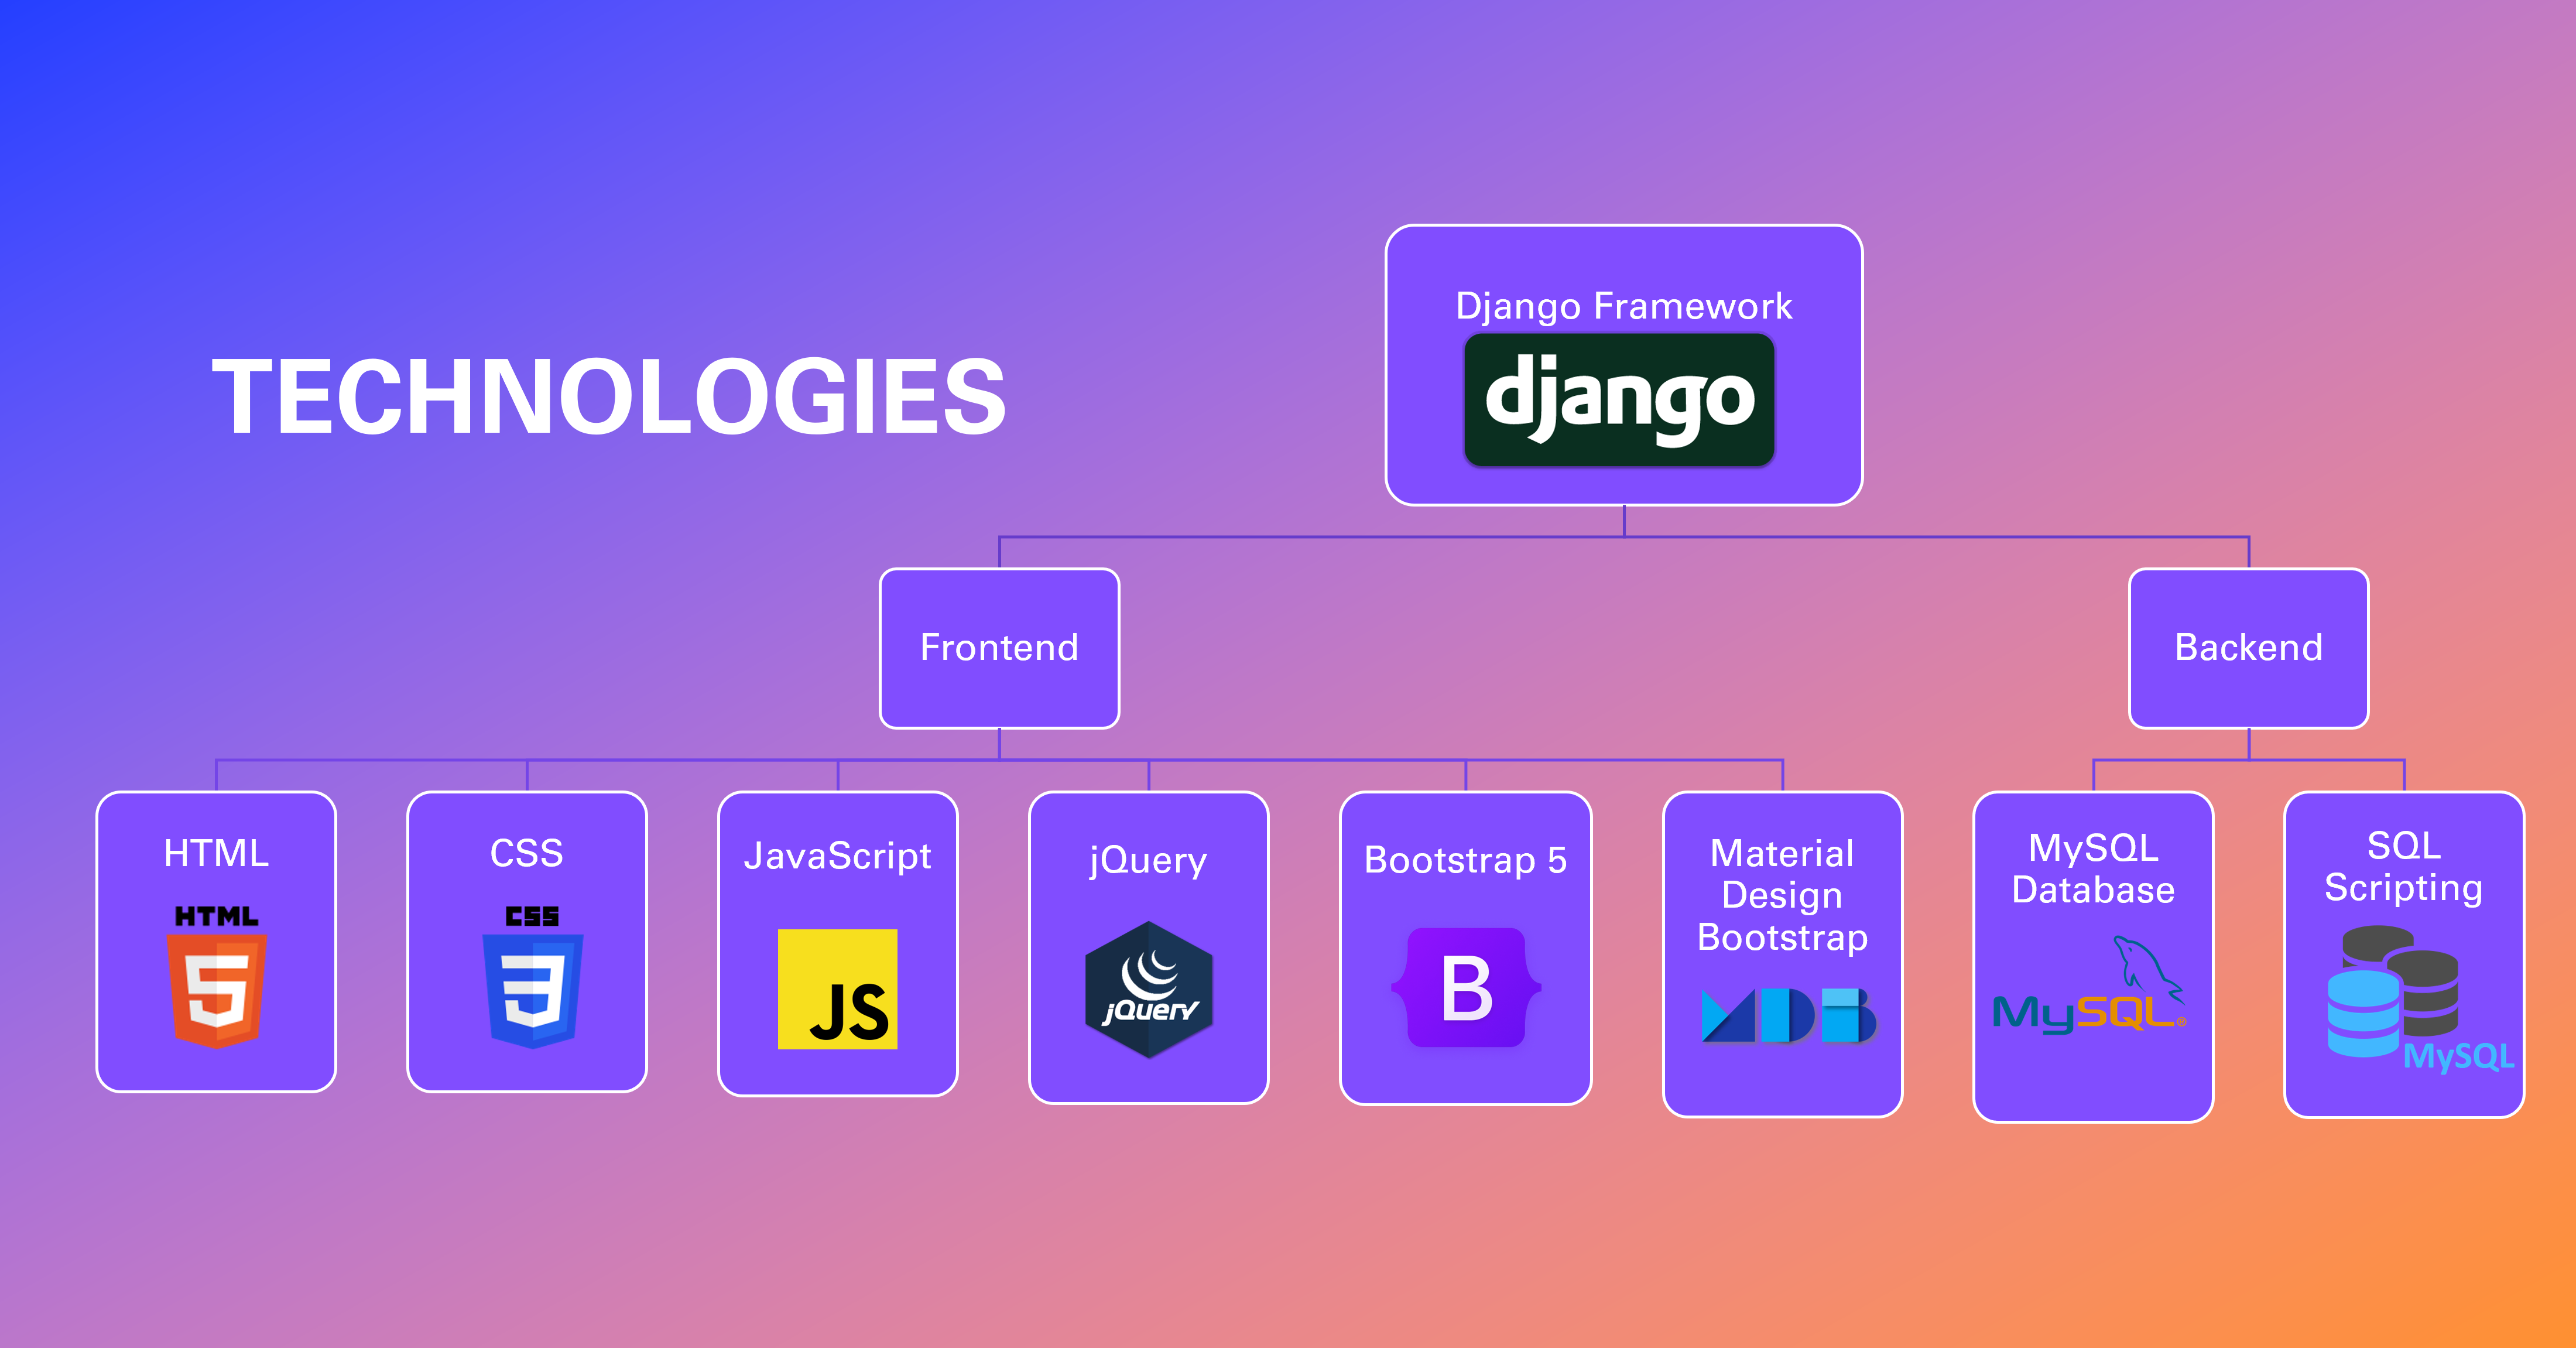 TECHNOLOGIES
Django Framework
django
Frontend
Backend
HTML
HTML
5
CSS
CSS
3
JavaScript
JS
jQuery
jQuery
Bootstrap 5
B
Material
Design
Bootstrap
MDB
MySQL
Database
MySQL®
SQL
Scripting
MySQL